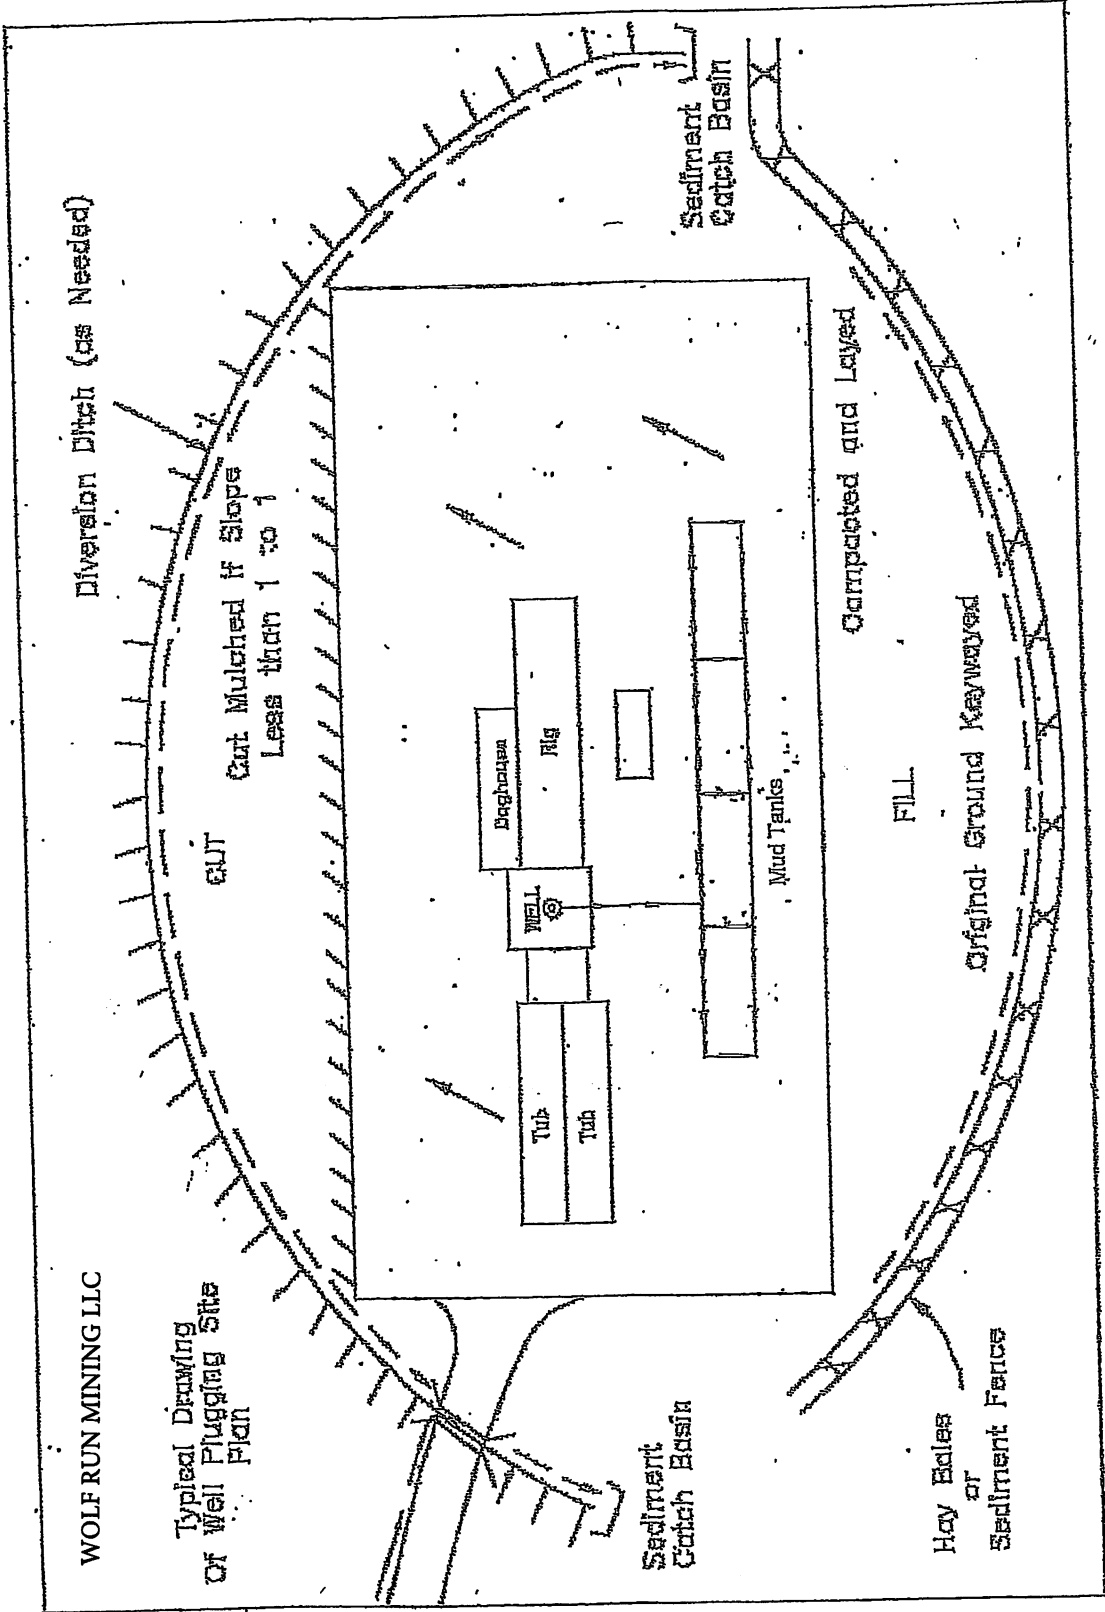 WOLF RUN MINING LLC
Typical Drawing
Of Well Plugging Site
Plan
Diversion Ditch (as Needed)
CUT
Cut Mulched if Slope
Less than 1 to 1
Sediment
Catch Basin
Doghouse
Rig
WELL
Tub
Tub
Mud Tanks
Compacted and Layed
FILL
Original Ground Keywayed
Sediment
Catch Basin
Hay Bales
or
Sediment Fence